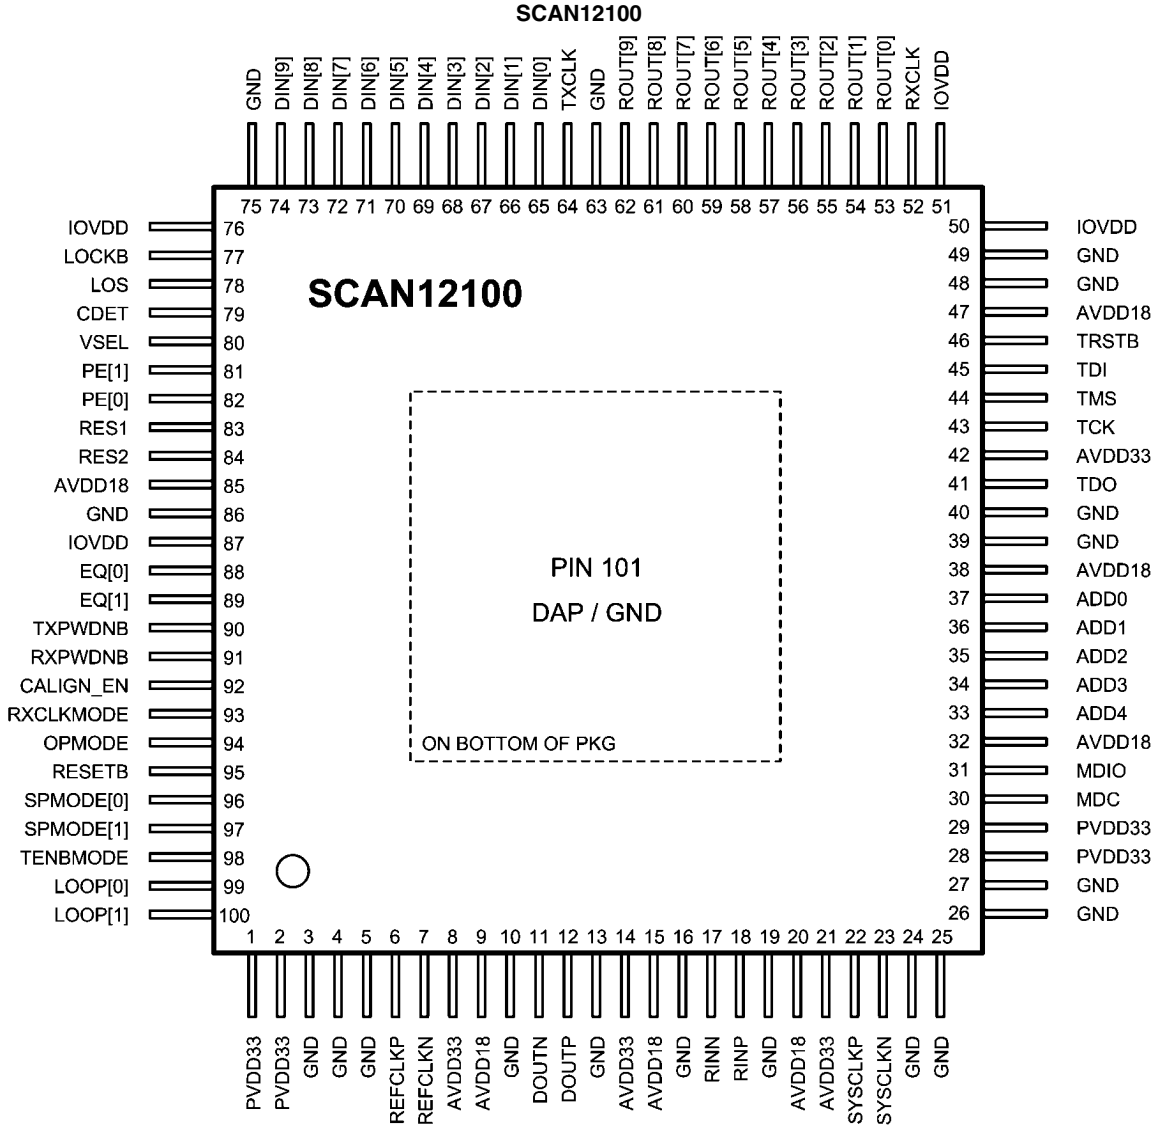 SCAN12100
GND DIN[9] DIN[8] DIN[7] DIN[6] DIN[5] DIN[4] DIN[3] DIN[2] DIN[1] DIN[0] TXCLK GND ROUT[9] ROUT[8] ROUT[7] ROUT[6] ROUT[5] ROUT[4] ROUT[3] ROUT[2] ROUT[1] ROUT[0] RXCLK IOVDD
75 74 73 72 71 70 69 68 67 66 65 64 63 62 61 60 59 58 57 56 55 54 53 52 51
IOVDD 76 50 IOVDD
LOCKB 77 49 GND
LOS 78 48 GND
SCAN12100
CDET 79 47 AVDD18
VSEL 80 46 TRSTB
PE[1] 81 45 TDI
PE[0] 82 44 TMS
RES1 83 43 TCK
RES2 84 42 AVDD33
AVDD18 85 41 TDO
GND 86 40 GND
IOVDD 87 39 GND
PIN 101
EQ[0] 88 38 AVDD18
EQ[1] 89 37 ADD0
DAP / GND
TXPWDNB 90 36 ADD1
RXPWDNB 91 35 ADD2
CALIGN_EN 92 34 ADD3
RXCLKMODE 93 33 ADD4
OPMODE 94 ON BOTTOM OF PKG 32 AVDD18
RESETB 95 31 MDIO
SPMODE[0] 96 30 MDC
SPMODE[1] 97 29 PVDD33
TENBMODE 98 28 PVDD33
LOOP[0] 99 27 GND
LOOP[1] 100 26 GND
1 2 3 4 5 6 7 8 9 10 11 12 13 14 15 16 17 18 19 20 21 22 23 24 25
PVDD33 PVDD33 GND GND GND REFCLKP REFCLKN AVDD33 AVDD18 GND DOUTN DOUTP GND AVDD33 AVDD18 GND RINN RINP GND AVDD18 AVDD33 SYSCLKP SYSCLKN GND GND